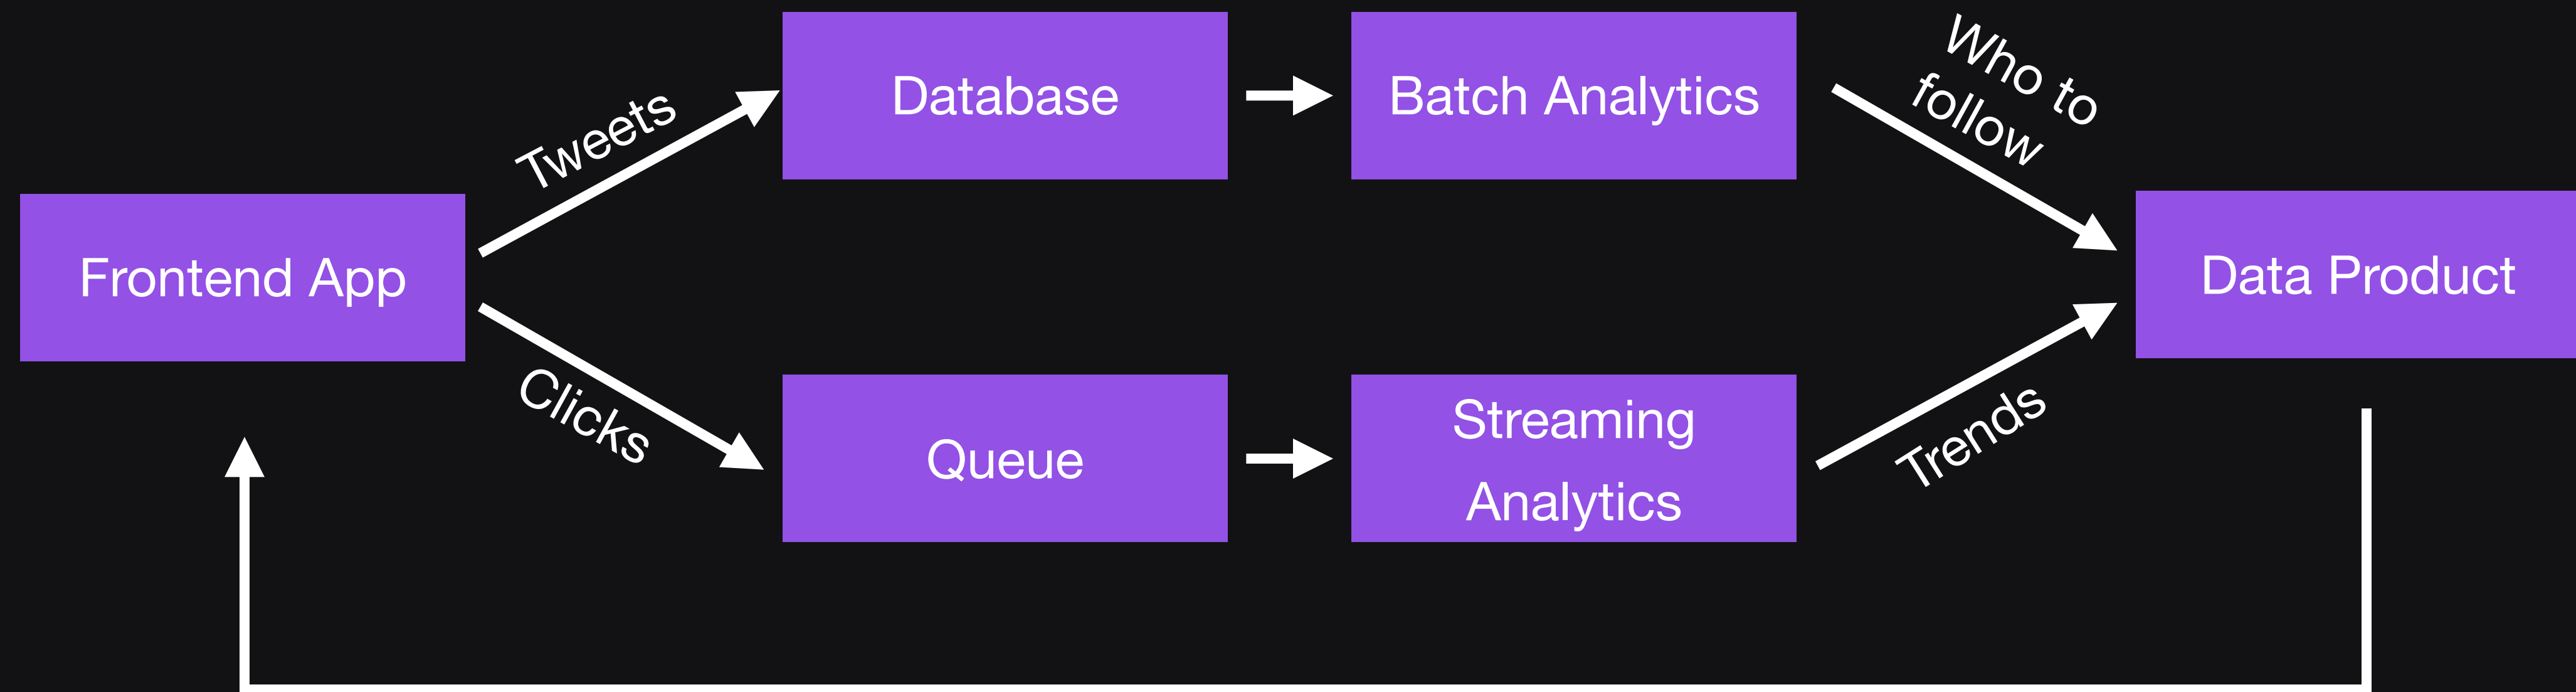 Frontend App
Tweets
Clicks
Database
Queue
Batch Analytics
Streaming
Analytics
Who to
follow
Trends
Data Product